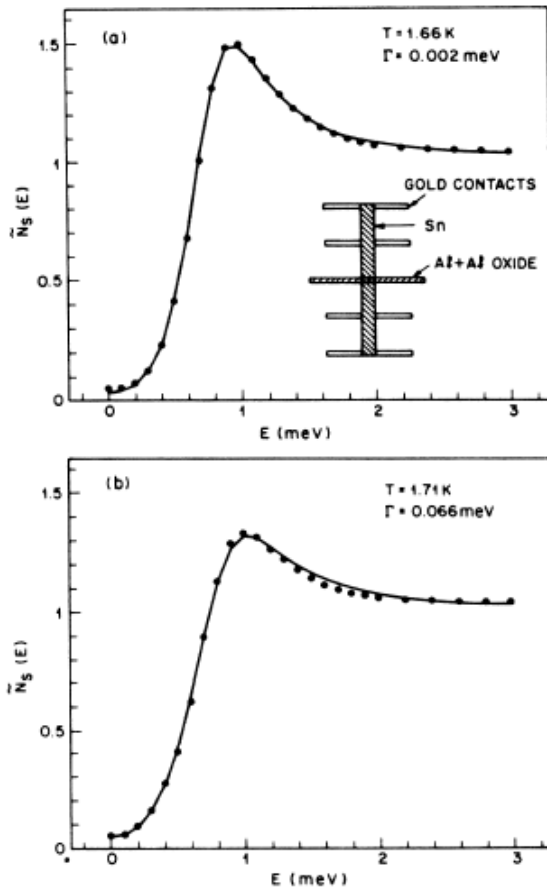 (a)
T = 1.66 K
Γ = 0.002 meV
1.5
1
0.5
0
Ñs (E)
GOLD CONTACTS
Sn
Aℓ+Aℓ OXIDE
0 1 2 3
E (meV)
(b)
T = 1.71 K
Γ = 0.066 meV
1.5
1
0.5
0
Ñs (E)
0 1 2 3
E (meV)